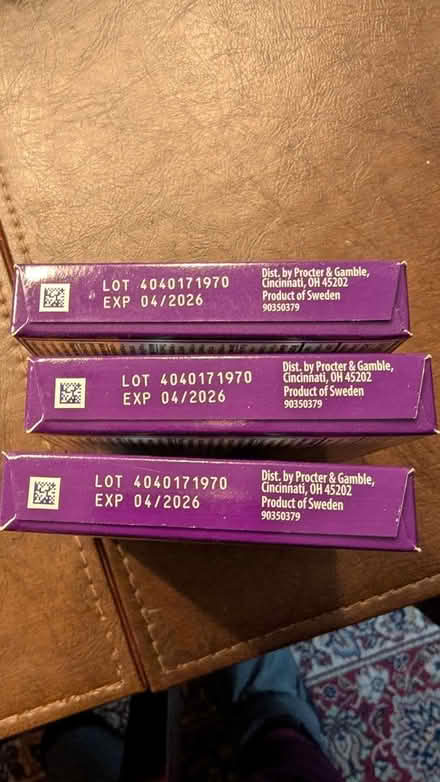 LOT 4040171970
EXP 04/2026
Dist. by Procter & Gamble,
Cincinnati, OH 45202
Product of Sweden
90350379
LOT 4040171970
EXP 04/2026
Dist. by Procter & Gamble,
Cincinnati, OH 45202
Product of Sweden
90350379
LOT 4040171970
EXP 04/2026
Dist. by Procter & Gamble,
Cincinnati, OH 45202
Product of Sweden
90350379